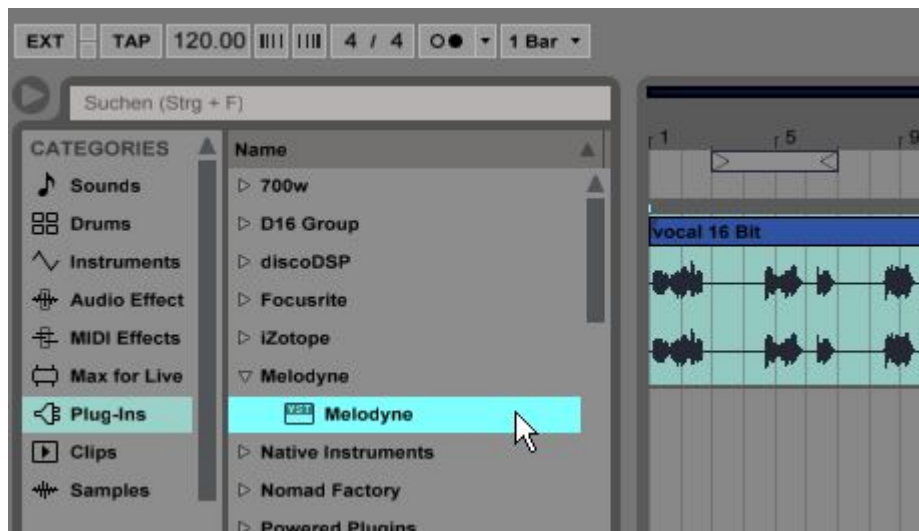 EXT TAP 120.00 4 / 4 1 Bar
Suchen (Strg + F)
CATEGORIES
Sounds
Drums
Instruments
Audio Effect
MIDI Effects
Max for Live
Plug-Ins
Clips
Samples
Name
700w
D16 Group
discoDSP
Focusrite
iZotope
Melodyne
VST Melodyne
Native Instruments
Nomad Factory
Powered Plugins
1 5 9
vocal 16 Bit